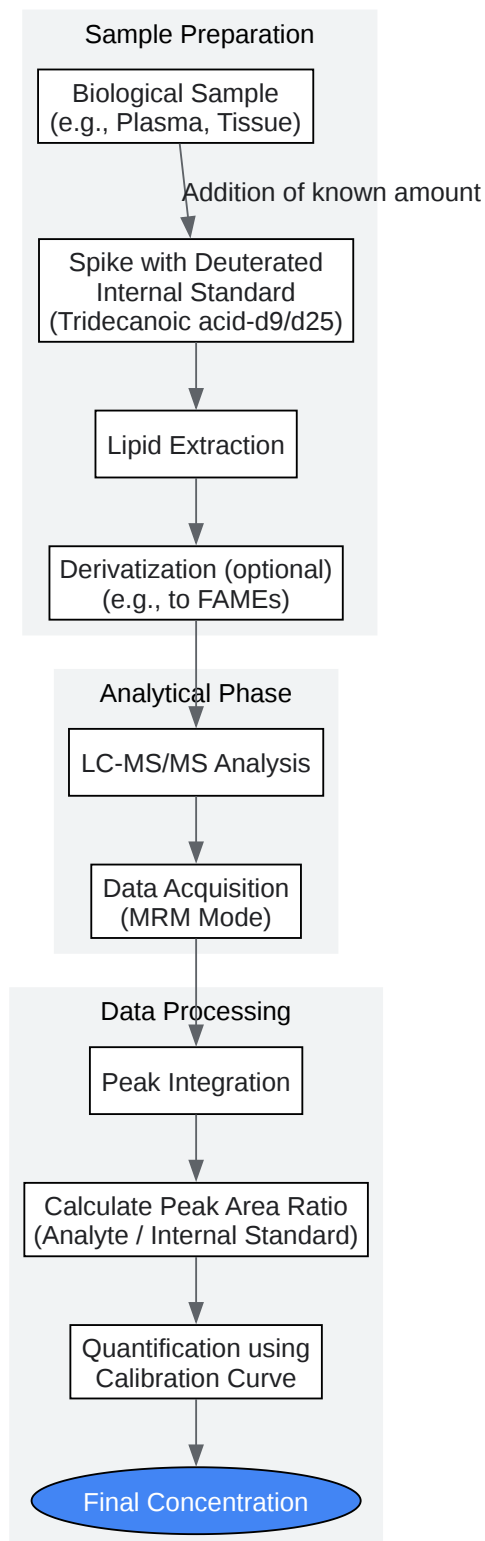 Sample Preparation
Biological Sample
(e.g., Plasma, Tissue)
Addition of known amount
Spike with Deuterated
Internal Standard
(Tridecanoic acid-d9/d25)
Lipid Extraction
Derivatization (optional)
(e.g., to FAMEs)
Analytical Phase
LC-MS/MS Analysis
Data Acquisition
(MRM Mode)
Data Processing
Peak Integration
Calculate Peak Area Ratio
(Analyte / Internal Standard)
Quantification using
Calibration Curve
Final Concentration